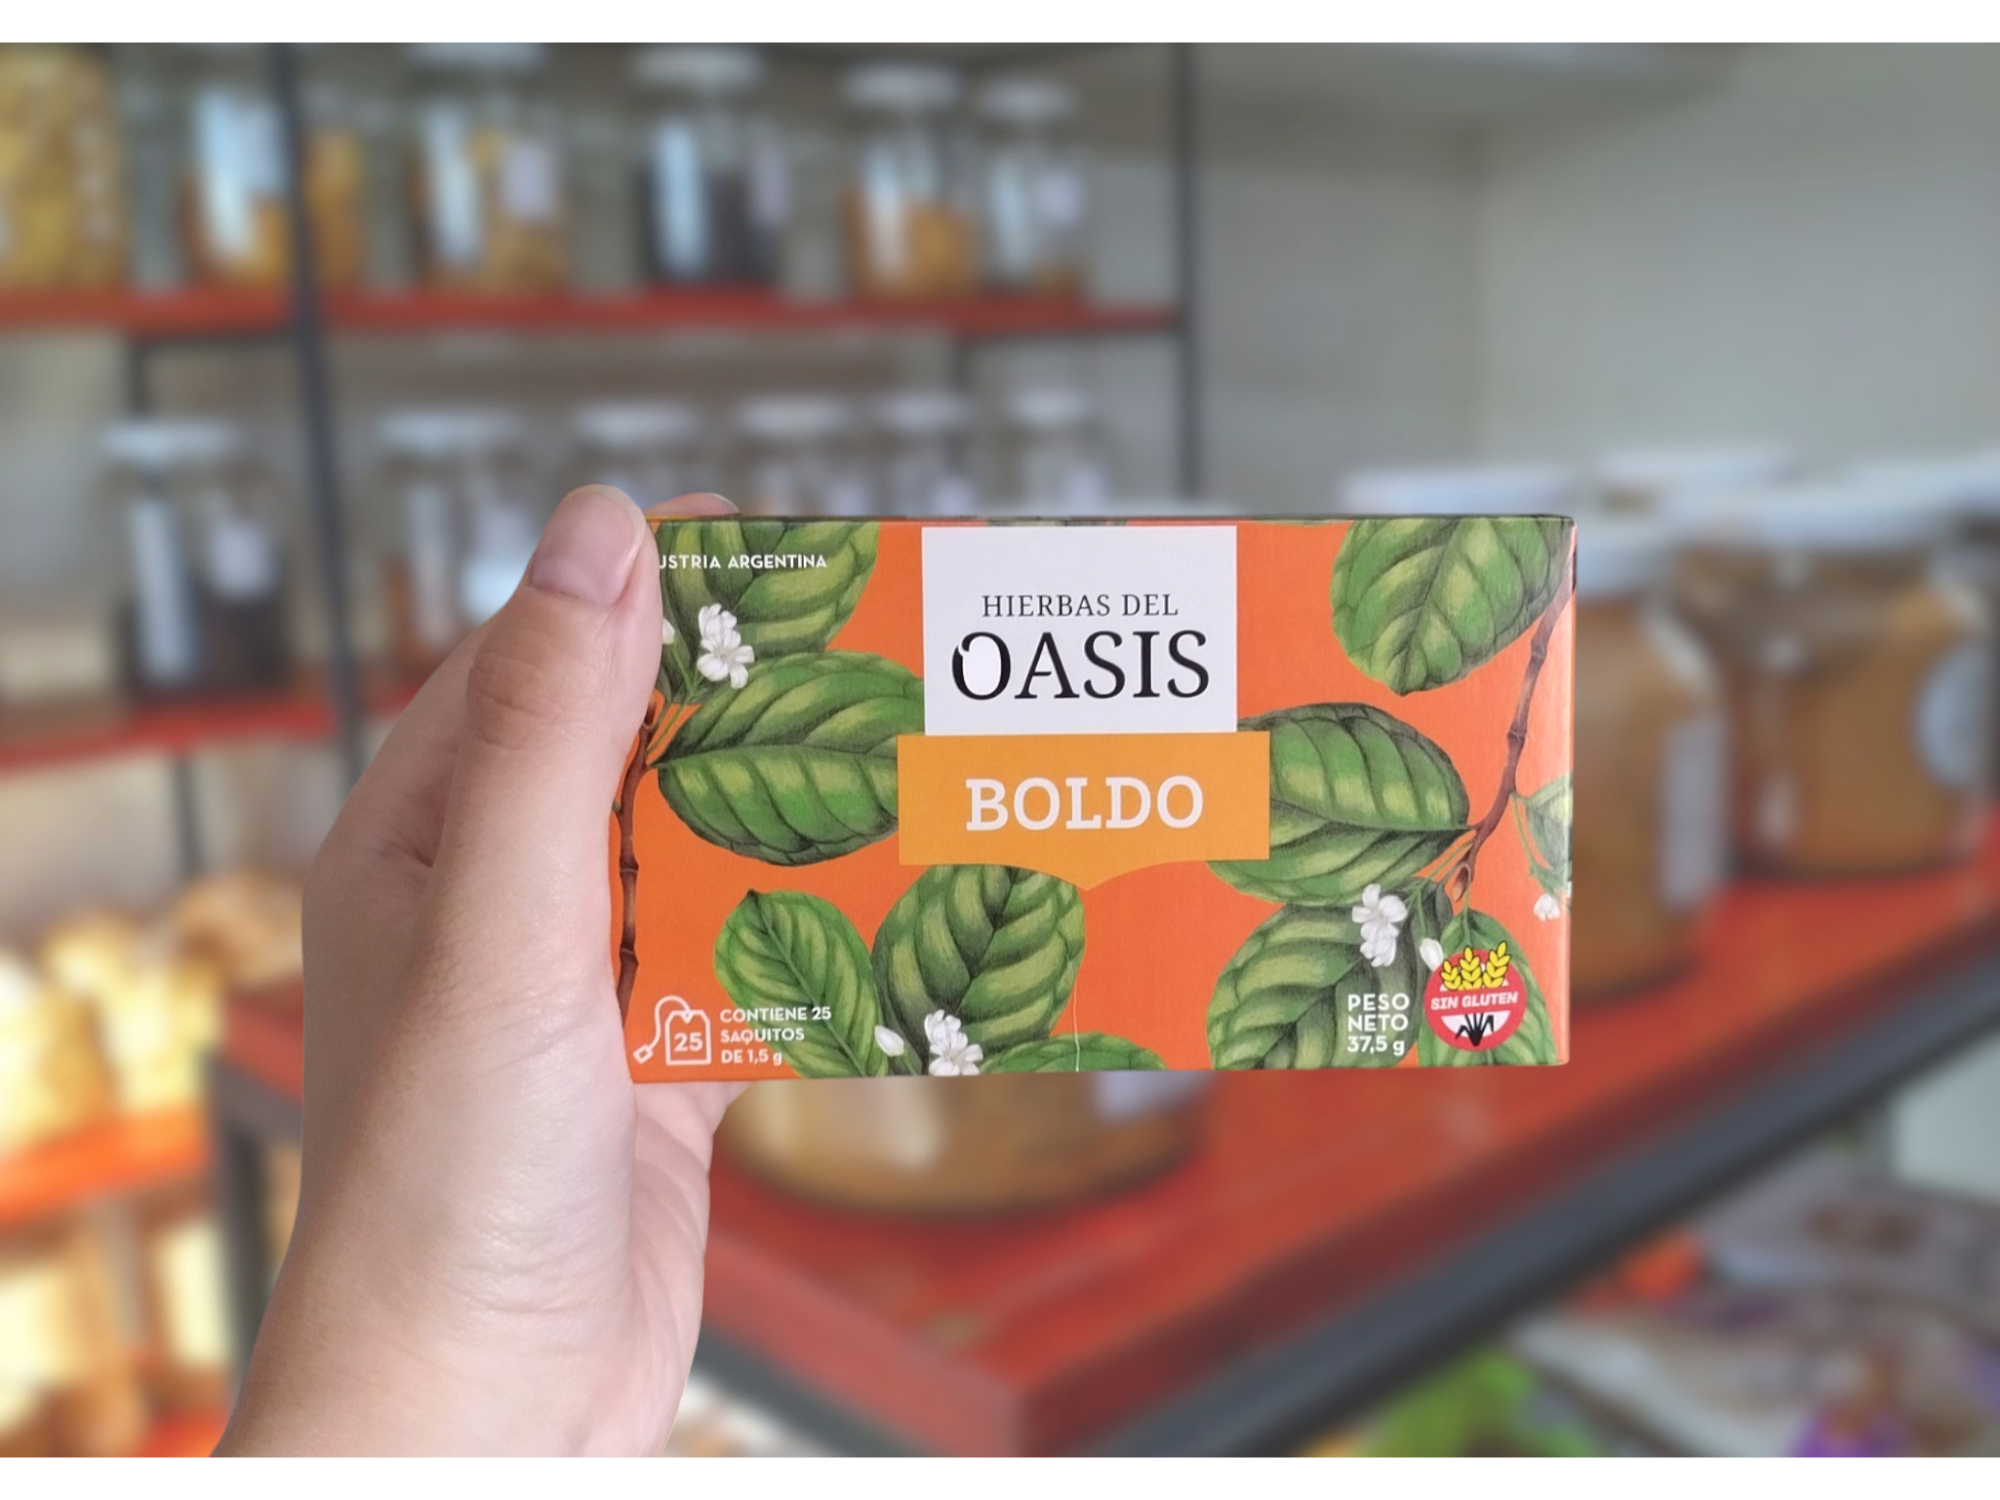 USTRIA ARGENTINA
HIERBAS DEL
OASIS
BOLDO
25
CONTIENE 25
SAQUITOS
DE 1,5 g
PESO
NETO
37,5 g
SIN GLUTEN